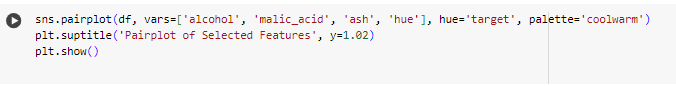 sns.pairplot(df, vars=['alcohol', 'malic_acid', 'ash', 'hue'], hue='target', palette='coolwarm')
plt.suptitle('Pairplot of Selected Features', y=1.02)
plt.show()